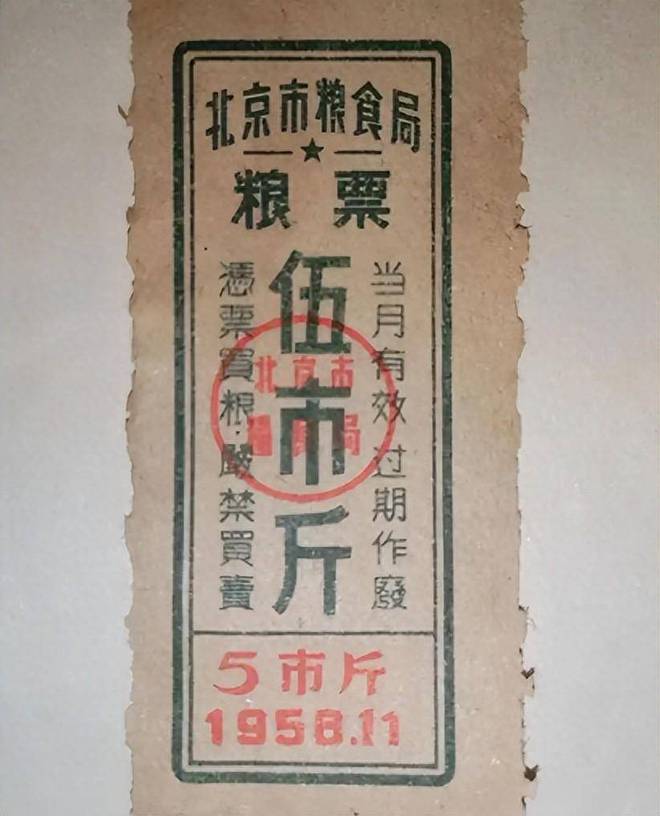 北京市粮食局
粮票
当月有效 过期作廢
伍市斤
憑票買粮·嚴禁買賣
北京市
粮食局
5市斤
1958.11